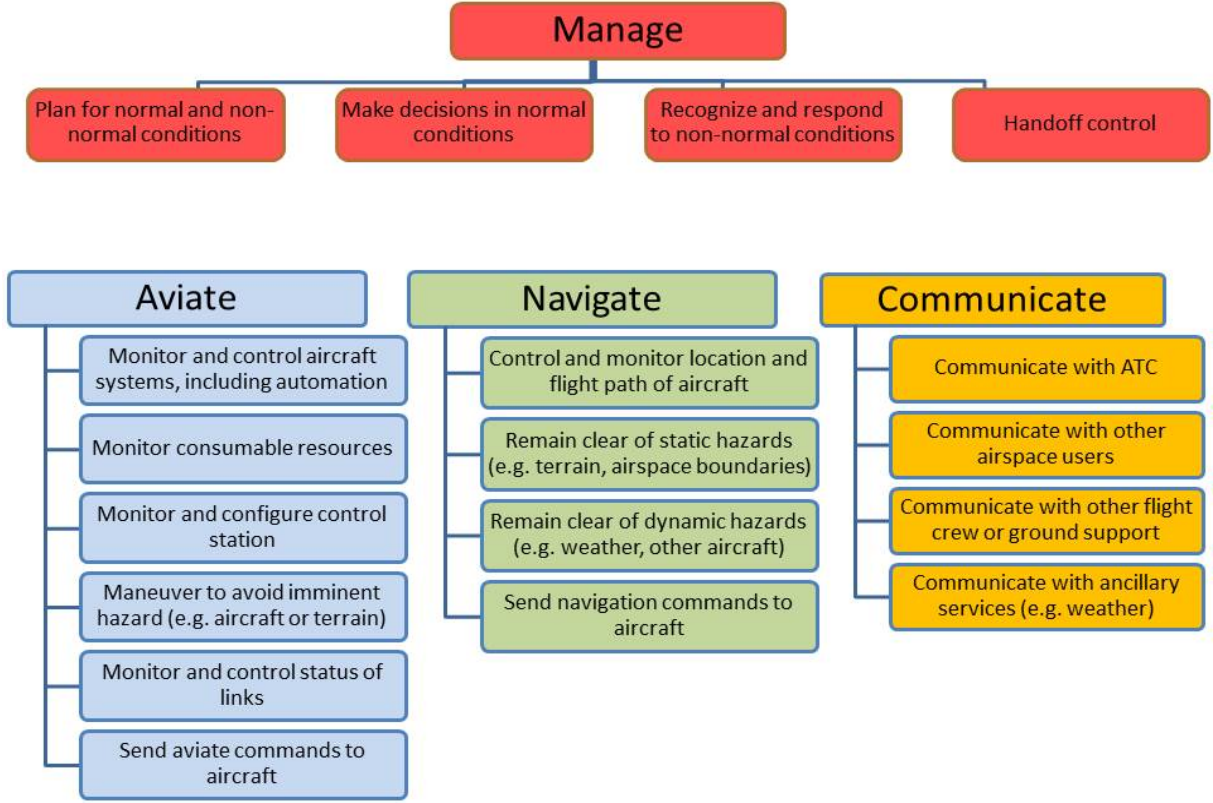 Manage
Plan for normal and non-
normal conditions
Make decisions in normal
conditions
Recognize and respond
to non-normal conditions
Handoff control
Aviate
Monitor and control aircraft
systems, including automation
Monitor consumable resources
Monitor and configure control
station
Maneuver to avoid imminent
hazard (e.g. aircraft or terrain)
Monitor and control status of
links
Send aviate commands to
aircraft
Navigate
Control and monitor location and
flight path of aircraft
Remain clear of static hazards
(e.g. terrain, airspace boundaries)
Remain clear of dynamic hazards
(e.g. weather, other aircraft)
Send navigation commands to
aircraft
Communicate
Communicate with ATC
Communicate with other
airspace users
Communicate with other flight
crew or ground support
Communicate with ancillary
services (e.g. weather)